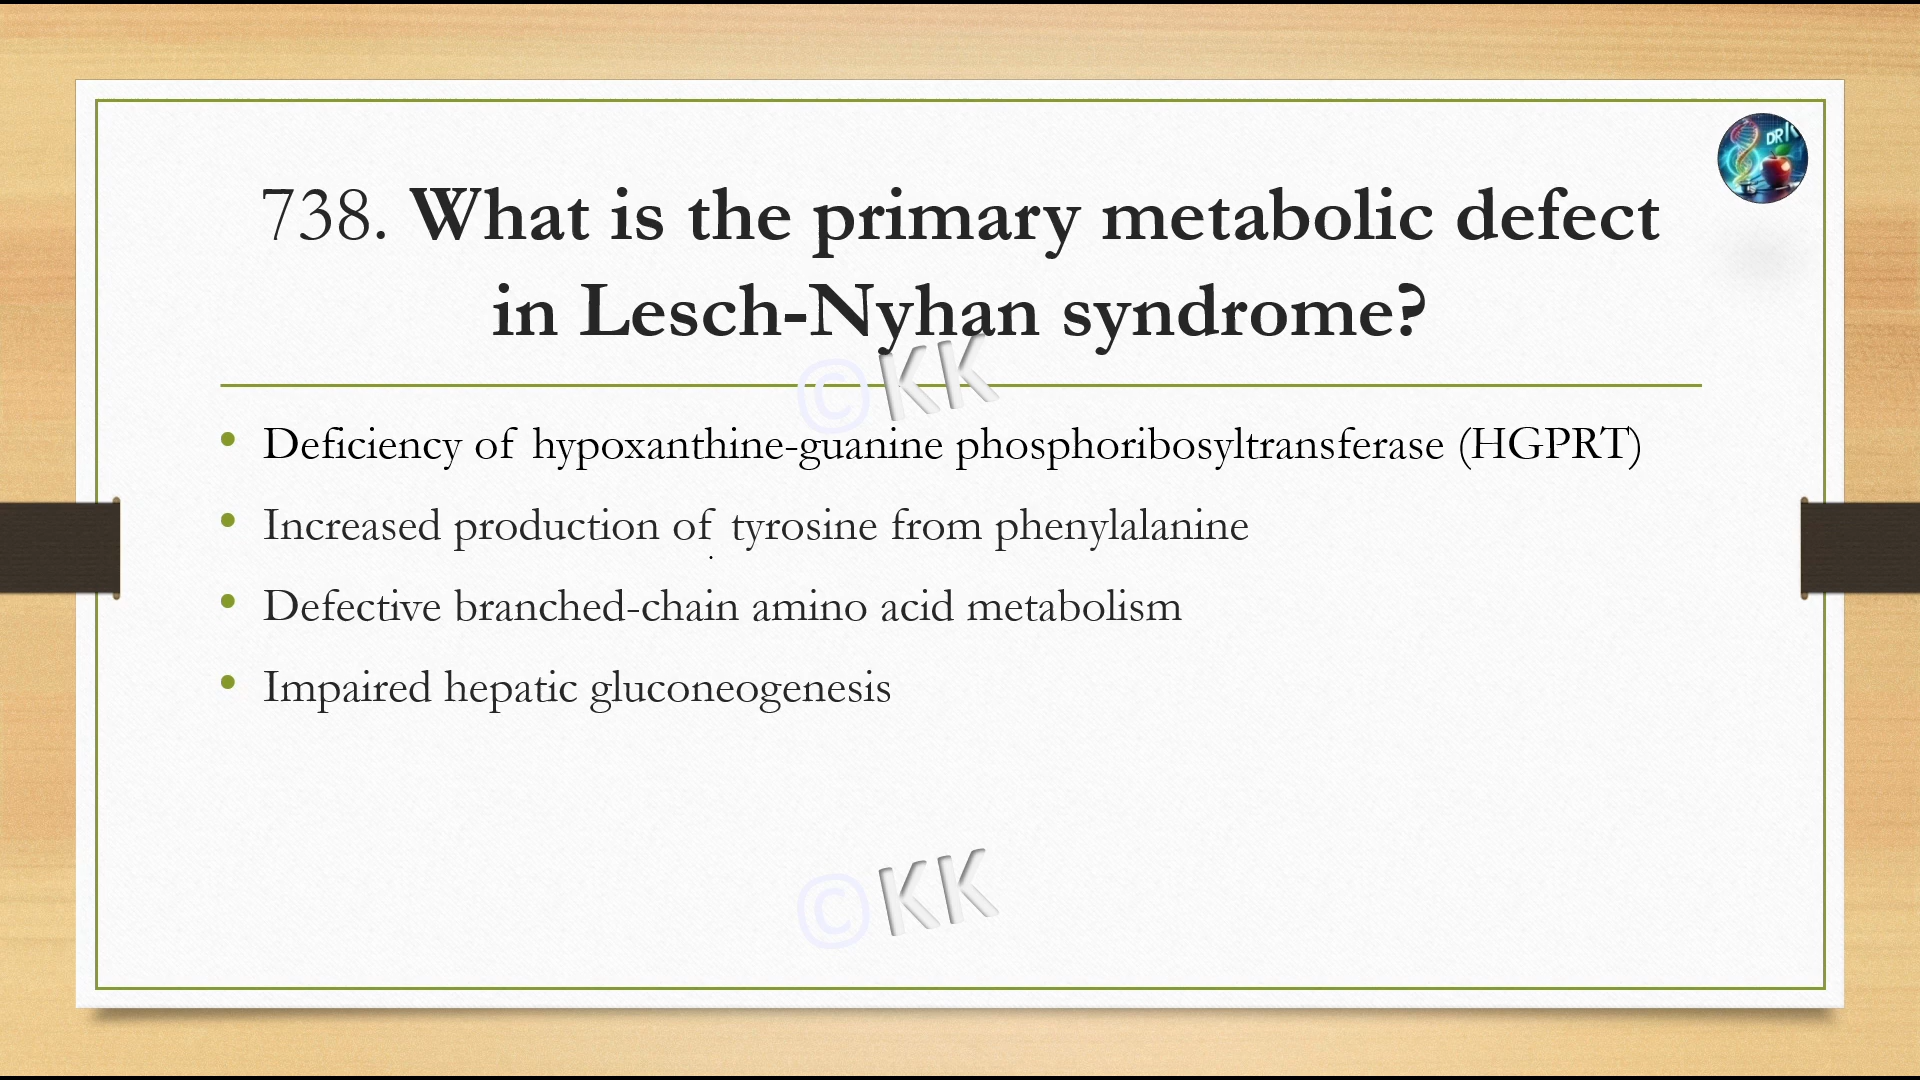 DR K
738. What is the primary metabolic defect
in Lesch-Nyhan syndrome?
©KK
• Deficiency of hypoxanthine-guanine phosphoribosyltransferase (HGPRT)
• Increased production of tyrosine from phenylalanine
• Defective branched-chain amino acid metabolism
• Impaired hepatic gluconeogenesis
©KK